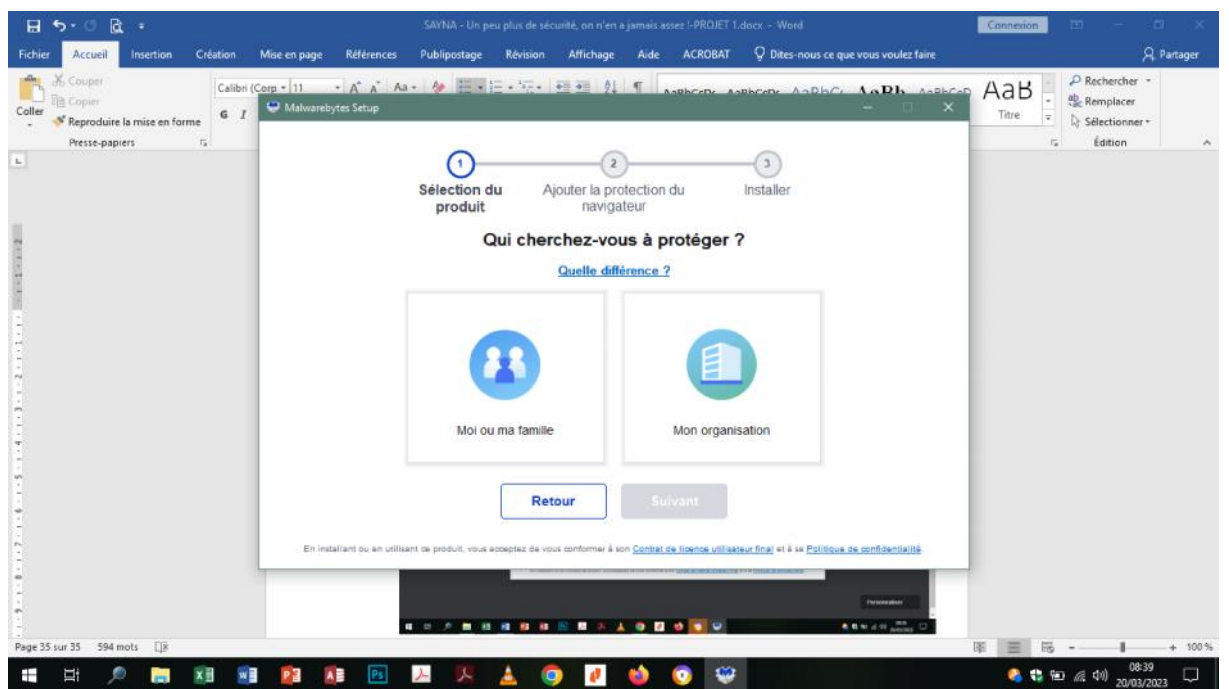 SAYNA - Un peu plus de sécurité, on n'en a jamais assez !-PROJET 1.docx - Word
Connexion
Fichier Accueil Insertion Création Mise en page Références Publipostage Révision Affichage Aide ACROBAT Dites-nous ce que vous voulez faire Partager
Coller
Couper
Copier
Reproduire la mise en forme
Presse-papiers
Calibri (Corp 11
G I
Titre
Rechercher
Remplacer
Sélectionner
Édition
Malwarebytes Setup
1 2 3
Sélection du produit
Ajouter la protection du navigateur
Installer
Qui cherchez-vous à protéger ?
Quelle différence ?
Moi ou ma famille
Mon organisation
Retour
Suivant
En installant ou en utilisant ce produit, vous acceptez de vous conformer à son Contrat de licence utilisateur final et à sa Politique de confidentialité.
Page 35 sur 35 594 mots
100 %
08:39
20/03/2023